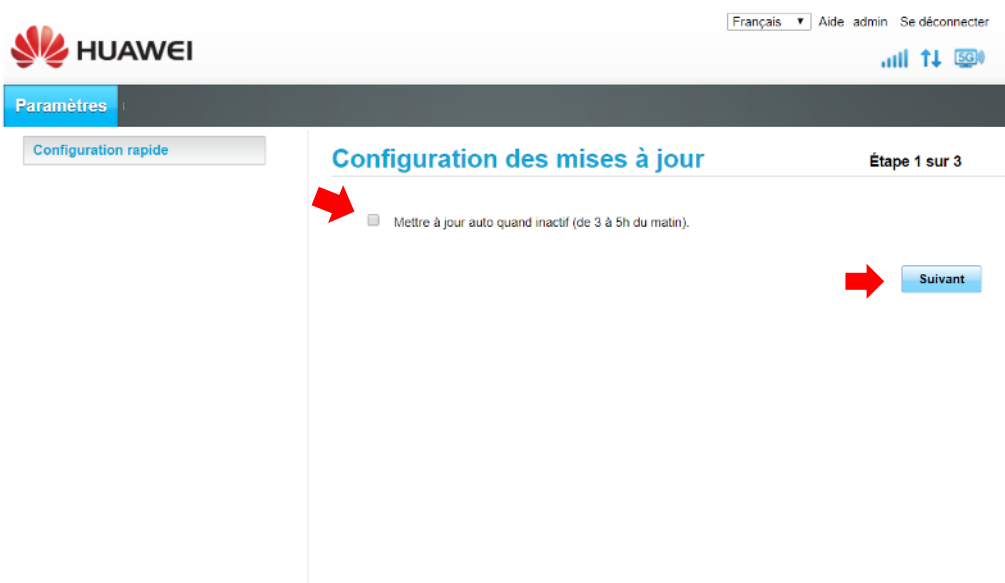 Français Aide admin Se déconnecter
HUAWEI
5G
Paramètres
Configuration rapide
Configuration des mises à jour
Étape 1 sur 3
Mettre à jour auto quand inactif (de 3 à 5h du matin).
Suivant